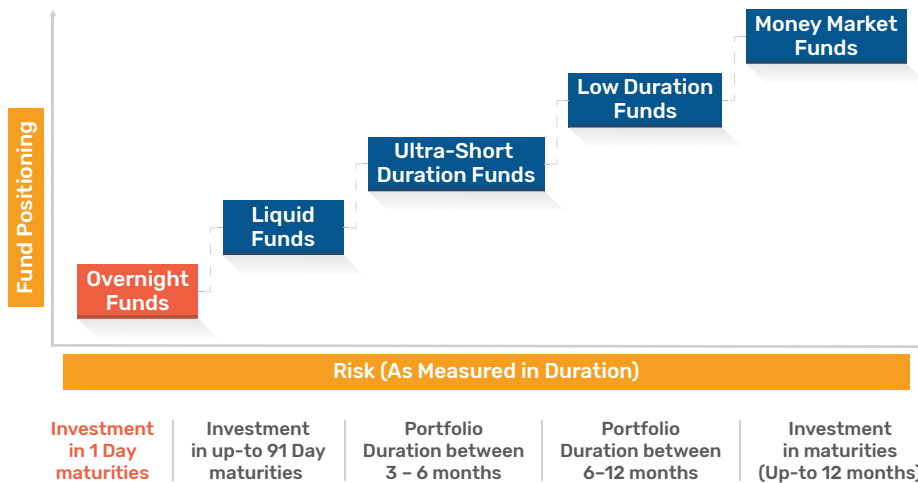 Money Market
Funds
Low Duration
Funds
Ultra-Short
Duration Funds
Liquid
Funds
Overnight
Funds
Fund Positioning
Risk (As Measured in Duration)
Investment
in 1 Day
maturities
Investment
in up-to 91 Day
maturities
Portfolio
Duration between
3 – 6 months
Portfolio
Duration between
6–12 months
Investment
in maturities
(Up-to 12 months)